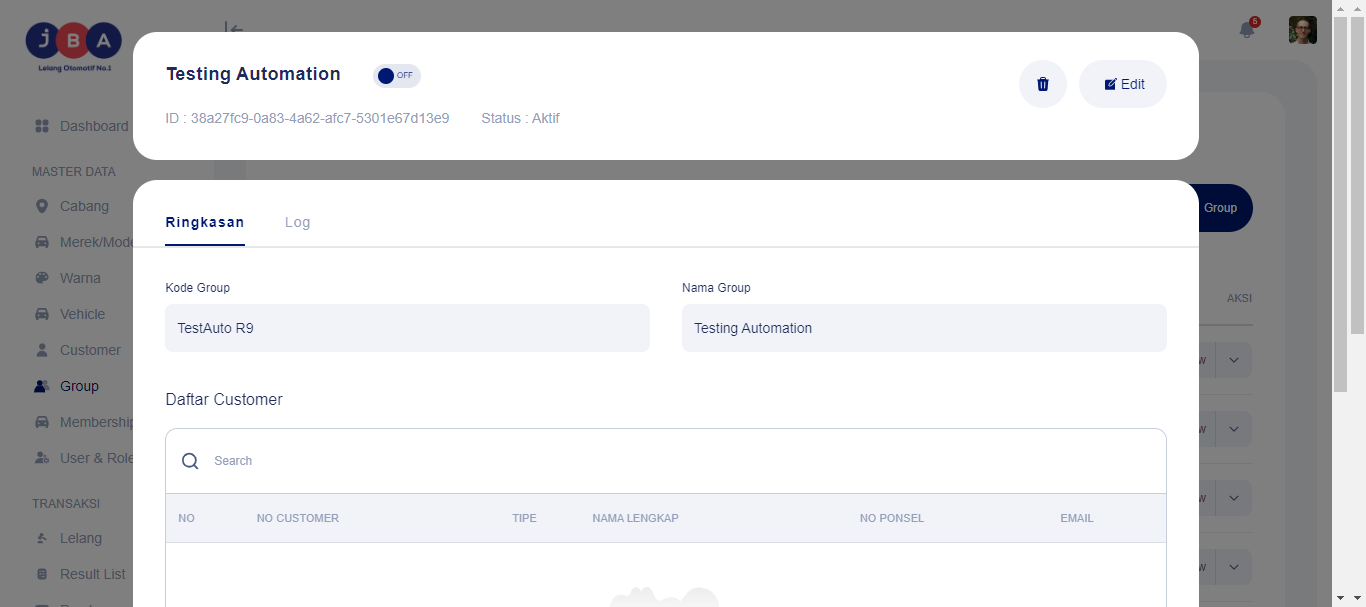 JBA
Lelang Otomotif No.1
5
Testing Automation
OFF
Edit
ID : 38a27fc9-0a83-4a62-afc7-5301e67d13e9
Status : Aktif
Dashboard
MASTER DATA
Cabang
Merek/Mode
Warna
Vehicle
Customer
Group
Membership
User & Role
TRANSAKSI
Lelang
Result List
Group
AKSI
w
w
w
w
Ringkasan
Log
Kode Group
Nama Group
TestAuto R9
Testing Automation
Daftar Customer
Search
NO
NO CUSTOMER
TIPE
NAMA LENGKAP
NO PONSEL
EMAIL